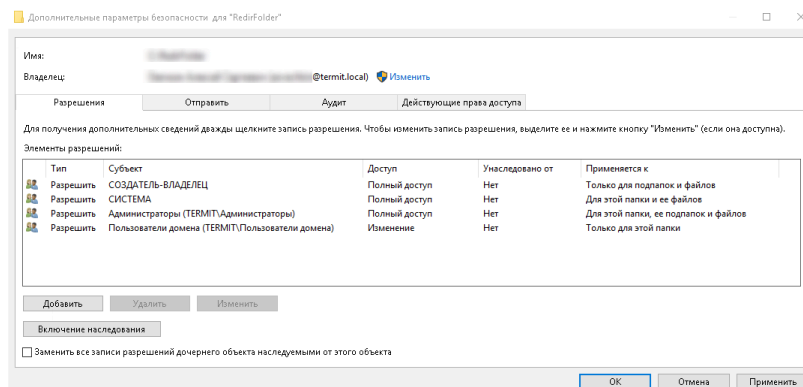 Дополнительные параметры безопасности для "RedirFolder"
Имя:
Владелец: @termit.local) Изменить
Разрешения Отправить Аудит Действующие права доступа
Для получения дополнительных сведений дважды щелкните запись разрешения. Чтобы изменить запись разрешения, выделите ее и нажмите кнопку "Изменить" (если она доступна).
Элементы разрешений:
Тип Субъект Доступ Унаследовано от Применяется к
Разрешить СОЗДАТЕЛЬ-ВЛАДЕЛЕЦ Полный доступ Нет Только для подпапок и файлов
Разрешить СИСТЕМА Полный доступ Нет Для этой папки и ее файлов
Разрешить Администраторы (TERMIT\Администраторы) Полный доступ Нет Для этой папки, ее подпапок и файлов
Разрешить Пользователи домена (TERMIT\Пользователи домена) Изменение Нет Только для этой папки
Добавить Удалить Изменить
Включение наследования
Заменить все записи разрешений дочернего объекта наследуемыми от этого объекта
ОК Отмена Применить